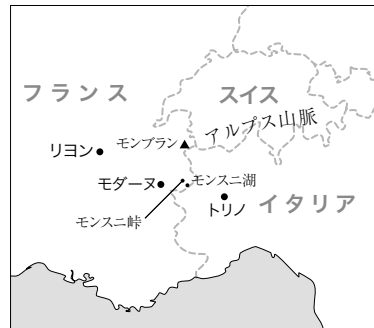 フランス
スイス
アルプス山脈
モンブラン
リヨン
モダーヌ
モンスニ湖
トリノ
イタリア
モンスニ峠